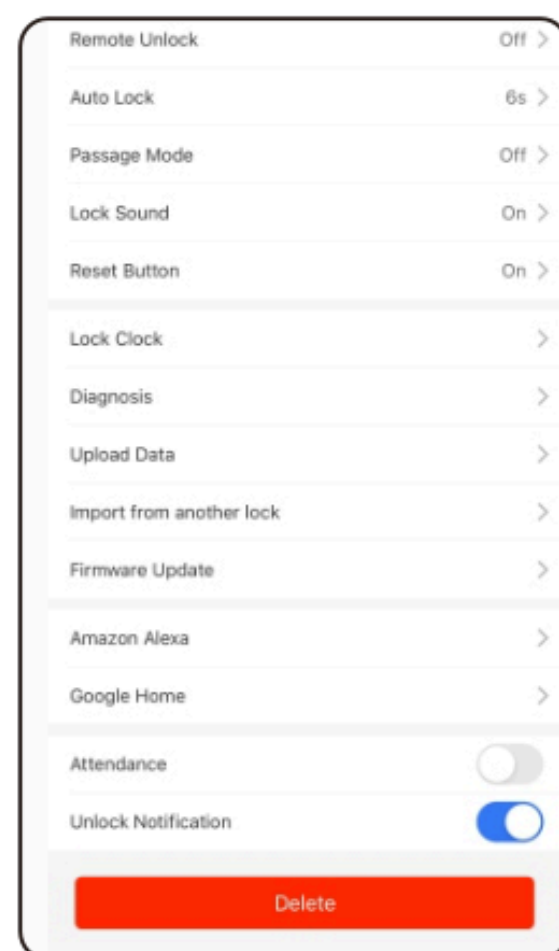 Remote Unlock Off
Auto Lock 6s
Passage Mode Off
Lock Sound On
Reset Button On
Lock Clock
Diagnosis
Upload Data
Import from another lock
Firmware Update
Amazon Alexa
Google Home
Attendance
Unlock Notification
Delete